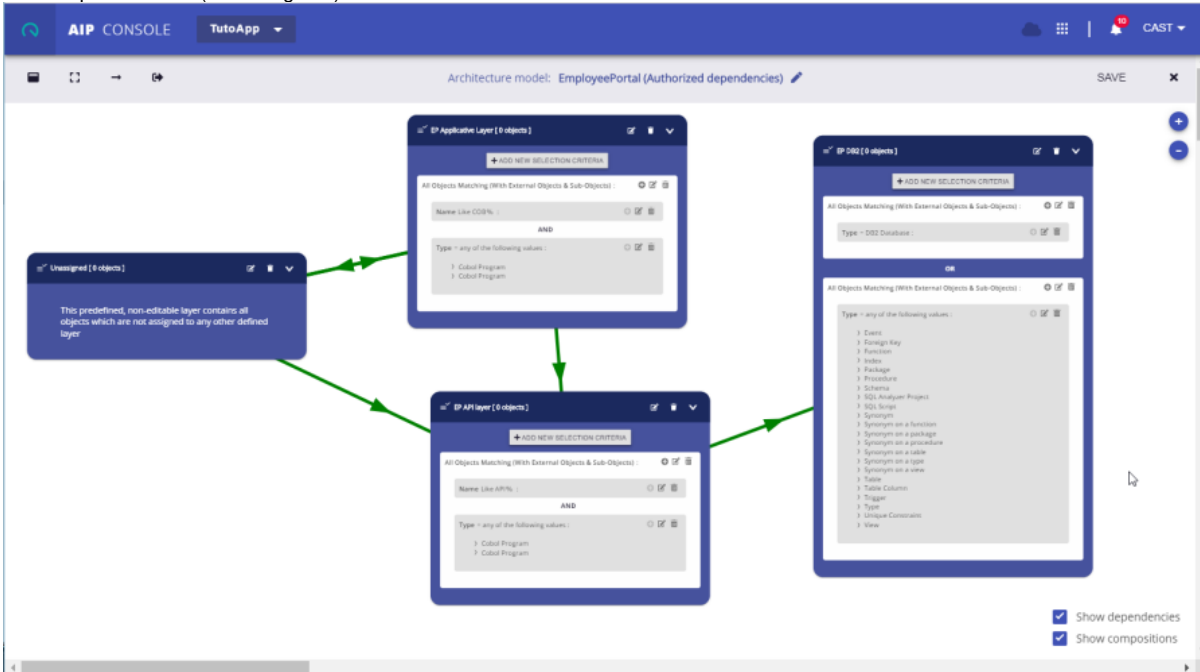 AIP CONSOLE
TutoApp
10
CAST
Architecture model: EmployeePortal (Authorized dependencies)
SAVE
EP Applicative Layer [ 0 objects ]
+ ADD NEW SELECTION CRITERIA
All Objects Matching (With External Objects & Sub-Objects) :
Name Like COB% :
AND
Type = any of the following values :
Cobol Program
Cobol Program
Unassigned [ 0 objects ]
This predefined, non-editable layer contains all
objects which are not assigned to any other defined
layer
EP API layer [ 0 objects ]
+ ADD NEW SELECTION CRITERIA
All Objects Matching (With External Objects & Sub-Objects) :
Name Like API% :
AND
Type = any of the following values :
Cobol Program
Cobol Program
EP DB2 [ 0 objects ]
+ ADD NEW SELECTION CRITERIA
All Objects Matching (With External Objects & Sub-Objects) :
Type = DB2 Database :
OR
All Objects Matching (With External Objects & Sub-Objects) :
Type = any of the following values :
Event
Foreign Key
Function
Index
Package
Procedure
Schema
SQL Analyzer Project
SQL Script
Synonym
Synonym on a function
Synonym on a package
Synonym on a procedure
Synonym on a table
Synonym on a type
Synonym on a view
Table
Table Column
Trigger
Type
Unique Constraint
View
Show dependencies
Show compositions